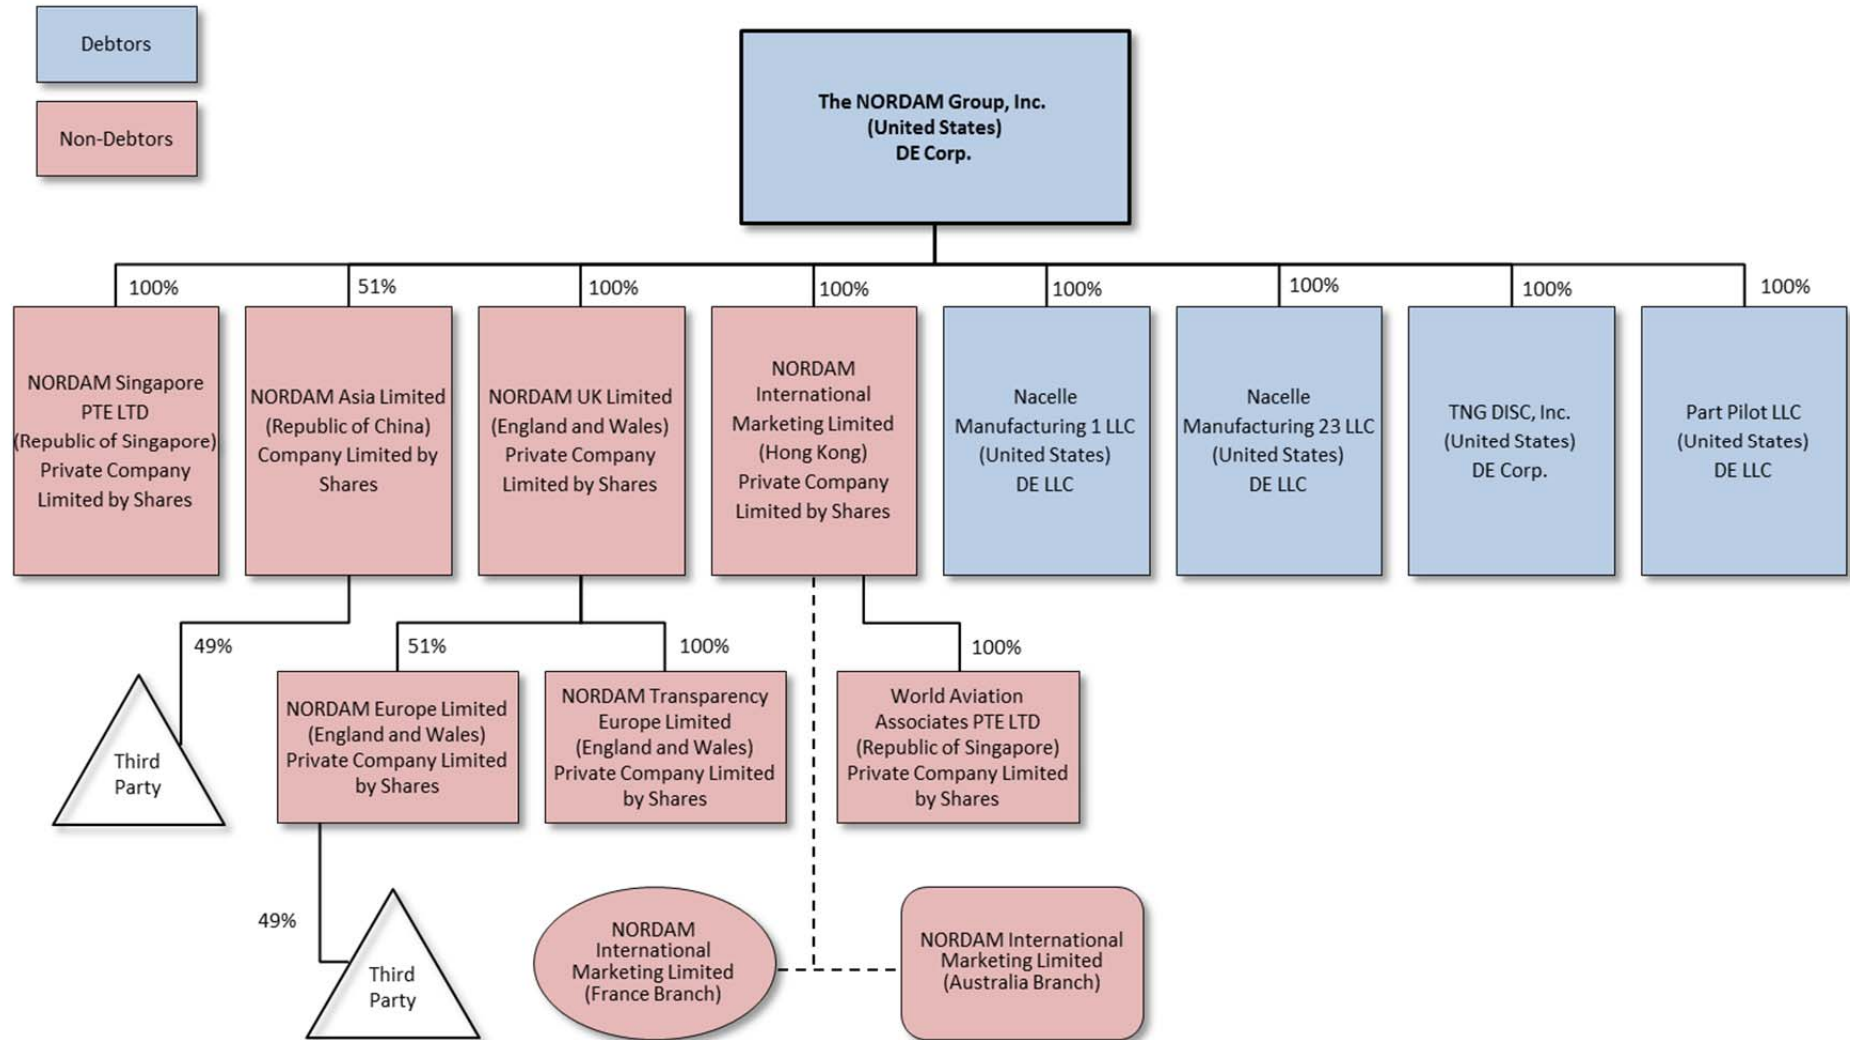 Debtors
Non-Debtors
The NORDAM Group, Inc.
(United States)
DE Corp.
100%
51%
100%
100%
100%
100%
100%
100%
NORDAM Singapore
PTE LTD
(Republic of Singapore)
Private Company
Limited by Shares
NORDAM Asia Limited
(Republic of China)
Company Limited by
Shares
NORDAM UK Limited
(England and Wales)
Private Company
Limited by Shares
NORDAM
International
Marketing Limited
(Hong Kong)
Private Company
Limited by Shares
Nacelle
Manufacturing 1 LLC
(United States)
DE LLC
Nacelle
Manufacturing 23 LLC
(United States)
DE LLC
TNG DISC, Inc.
(United States)
DE Corp.
Part Pilot LLC
(United States)
DE LLC
49%
51%
100%
100%
Third
Party
NORDAM Europe Limited
(England and Wales)
Private Company Limited
by Shares
NORDAM Transparency
Europe Limited
(England and Wales)
Private Company Limited
by Shares
World Aviation
Associates PTE LTD
(Republic of Singapore)
Private Company Limited
by Shares
49%
Third
Party
NORDAM
International
Marketing Limited
(France Branch)
NORDAM International
Marketing Limited
(Australia Branch)